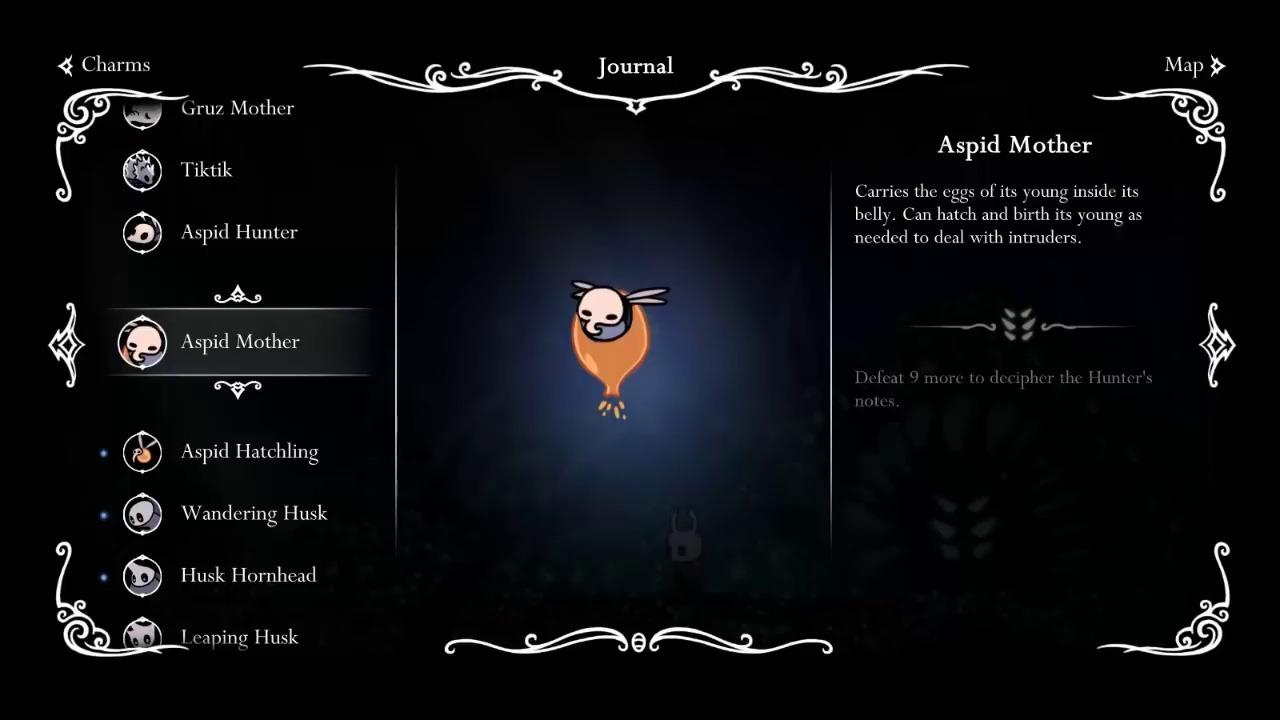 Charms
Journal
Map
Gruz Mother
Tiktik
Aspid Hunter
Aspid Mother
Aspid Hatchling
Wandering Husk
Husk Hornhead
Leaping Husk
Aspid Mother
Carries the eggs of its young inside its
belly. Can hatch and birth its young as
needed to deal with intruders.
Defeat 9 more to decipher the Hunter's
notes.